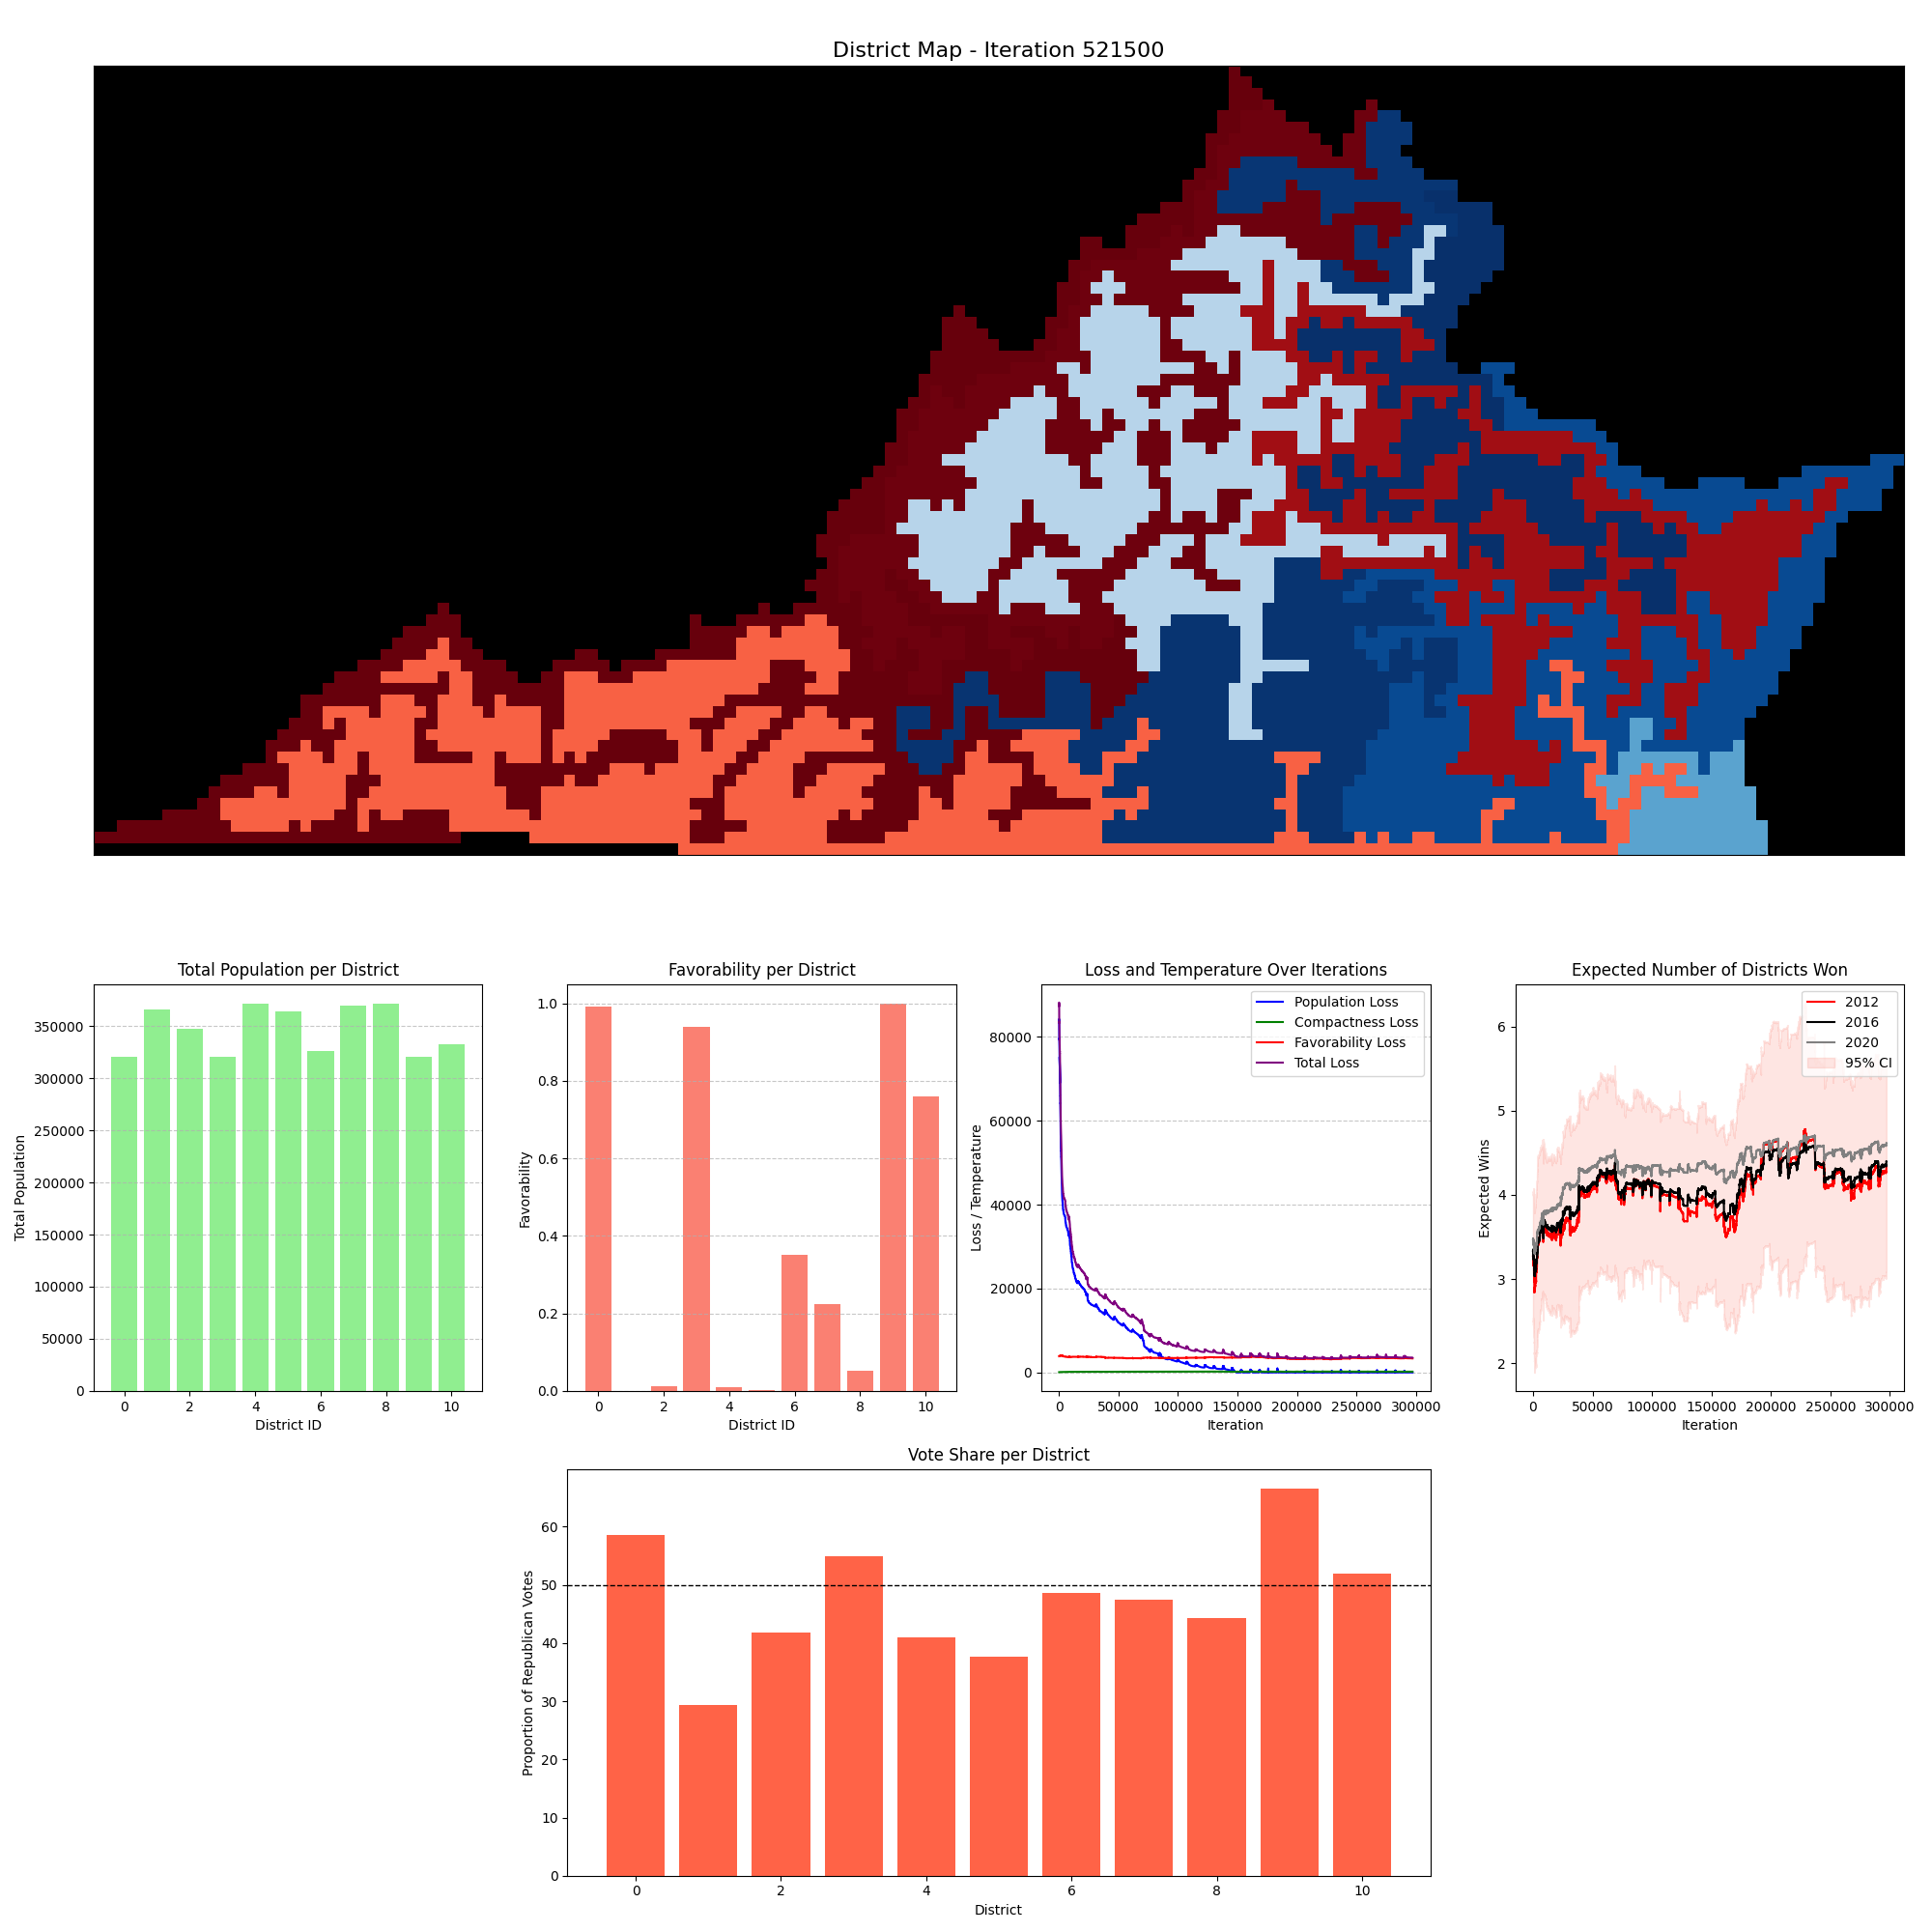 District Map - Iteration 521500
Total Population per District
Total Population
350000
300000
250000
200000
150000
100000
50000
0
0 2 4 6 8 10
District ID
Favorability per District
Favorability
1.0
0.8
0.6
0.4
0.2
0.0
0 2 4 6 8 10
District ID
Loss and Temperature Over Iterations
Loss / Temperature
80000
60000
40000
20000
0
Population Loss
Compactness Loss
Favorability Loss
Total Loss
0 50000 100000 150000 200000 250000 300000
Iteration
Expected Number of Districts Won
Expected Wins
6
5
4
3
2
2012
2016
2020
95% CI
0 50000 100000 150000 200000 250000 300000
Iteration
Vote Share per District
Proportion of Republican Votes
60
50
40
30
20
10
0
0 2 4 6 8 10
District